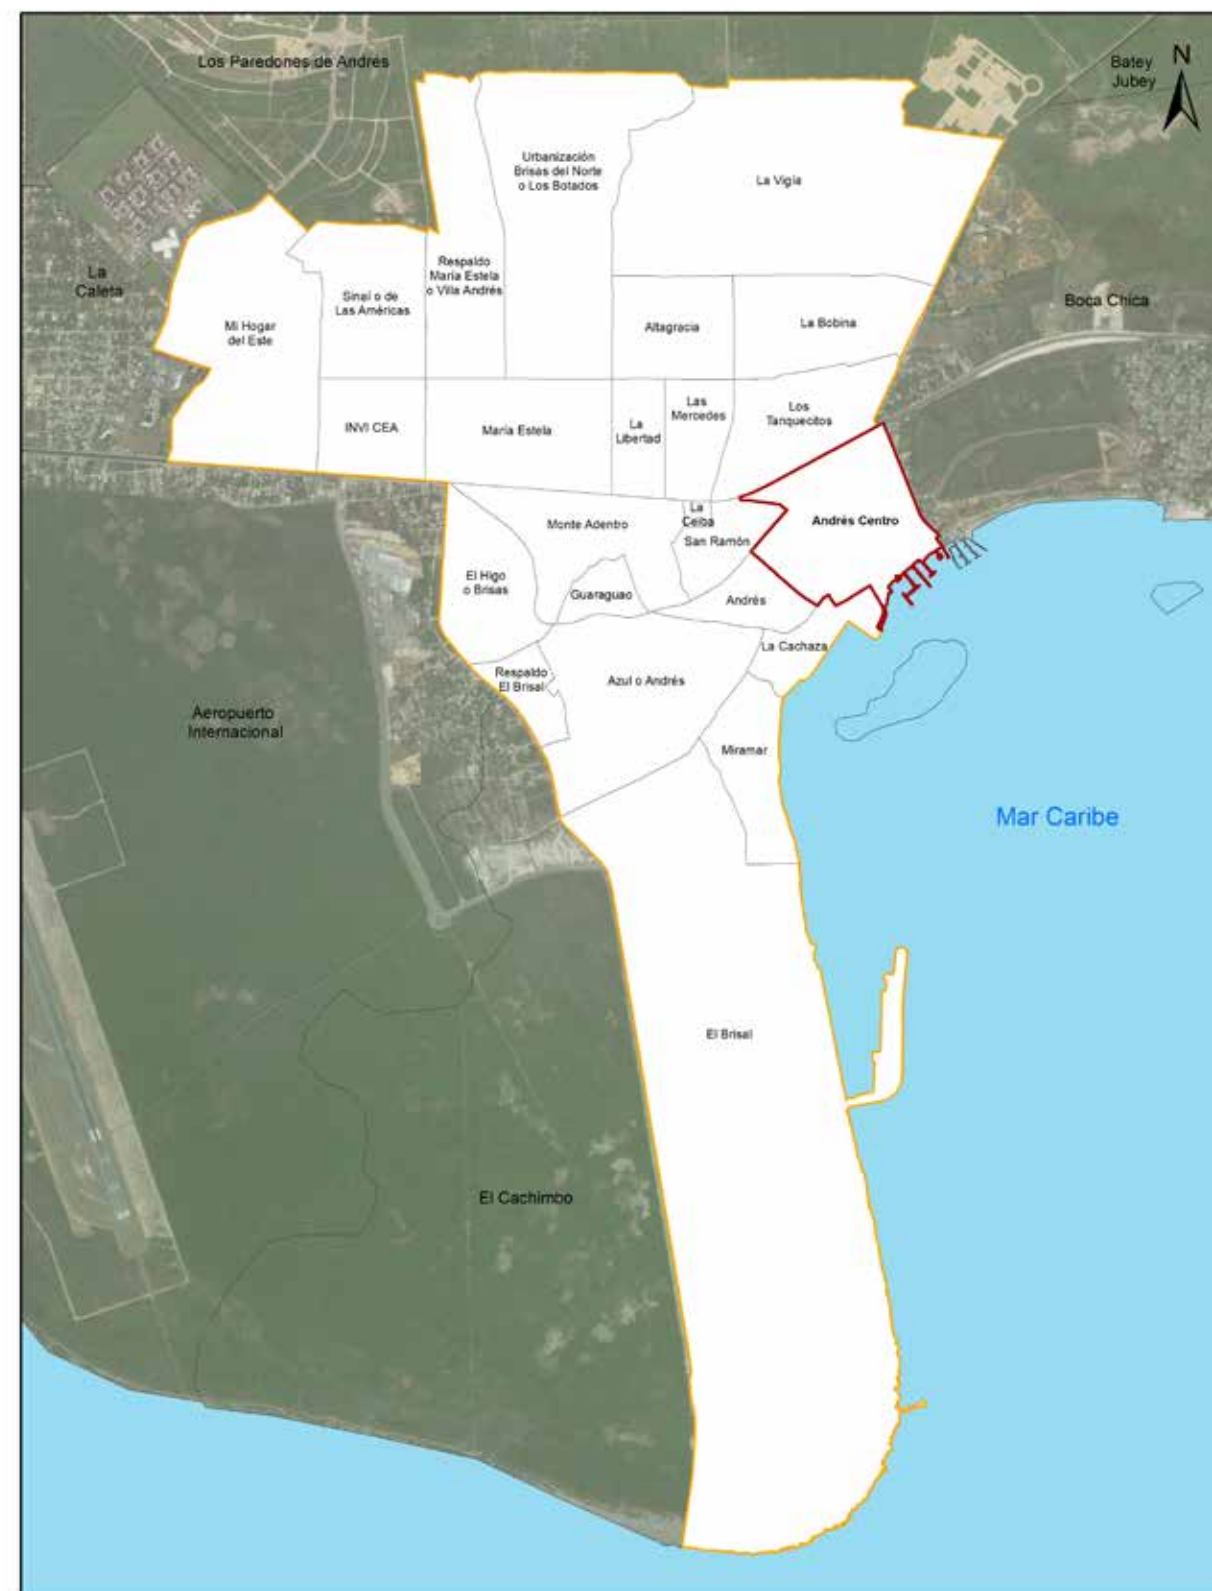 Los Paredones de Andrés
Batey
Jubey
N
Urbanización
Brisas del Norte
o Los Botados
La Vigía
La
Caleta
Respaldo
María Estela
o Villa Andrés
Sinaí o de
Las Américas
Mi Hogar
del Este
Altagracia
La Bobina
Boca Chica
INVI CEA
María Estela
La
Libertad
Las
Mercedes
Los
Tanquecitos
La
Ceiba
Monte Adentro
San Ramón
Andrés Centro
El Higo
o Brisas
Guaraguao
Andrés
La Cachaza
Respaldo
El Brisal
Azul o Andrés
Aeropuerto
Internacional
Miramar
Mar Caribe
El Brisal
El Cachimbo